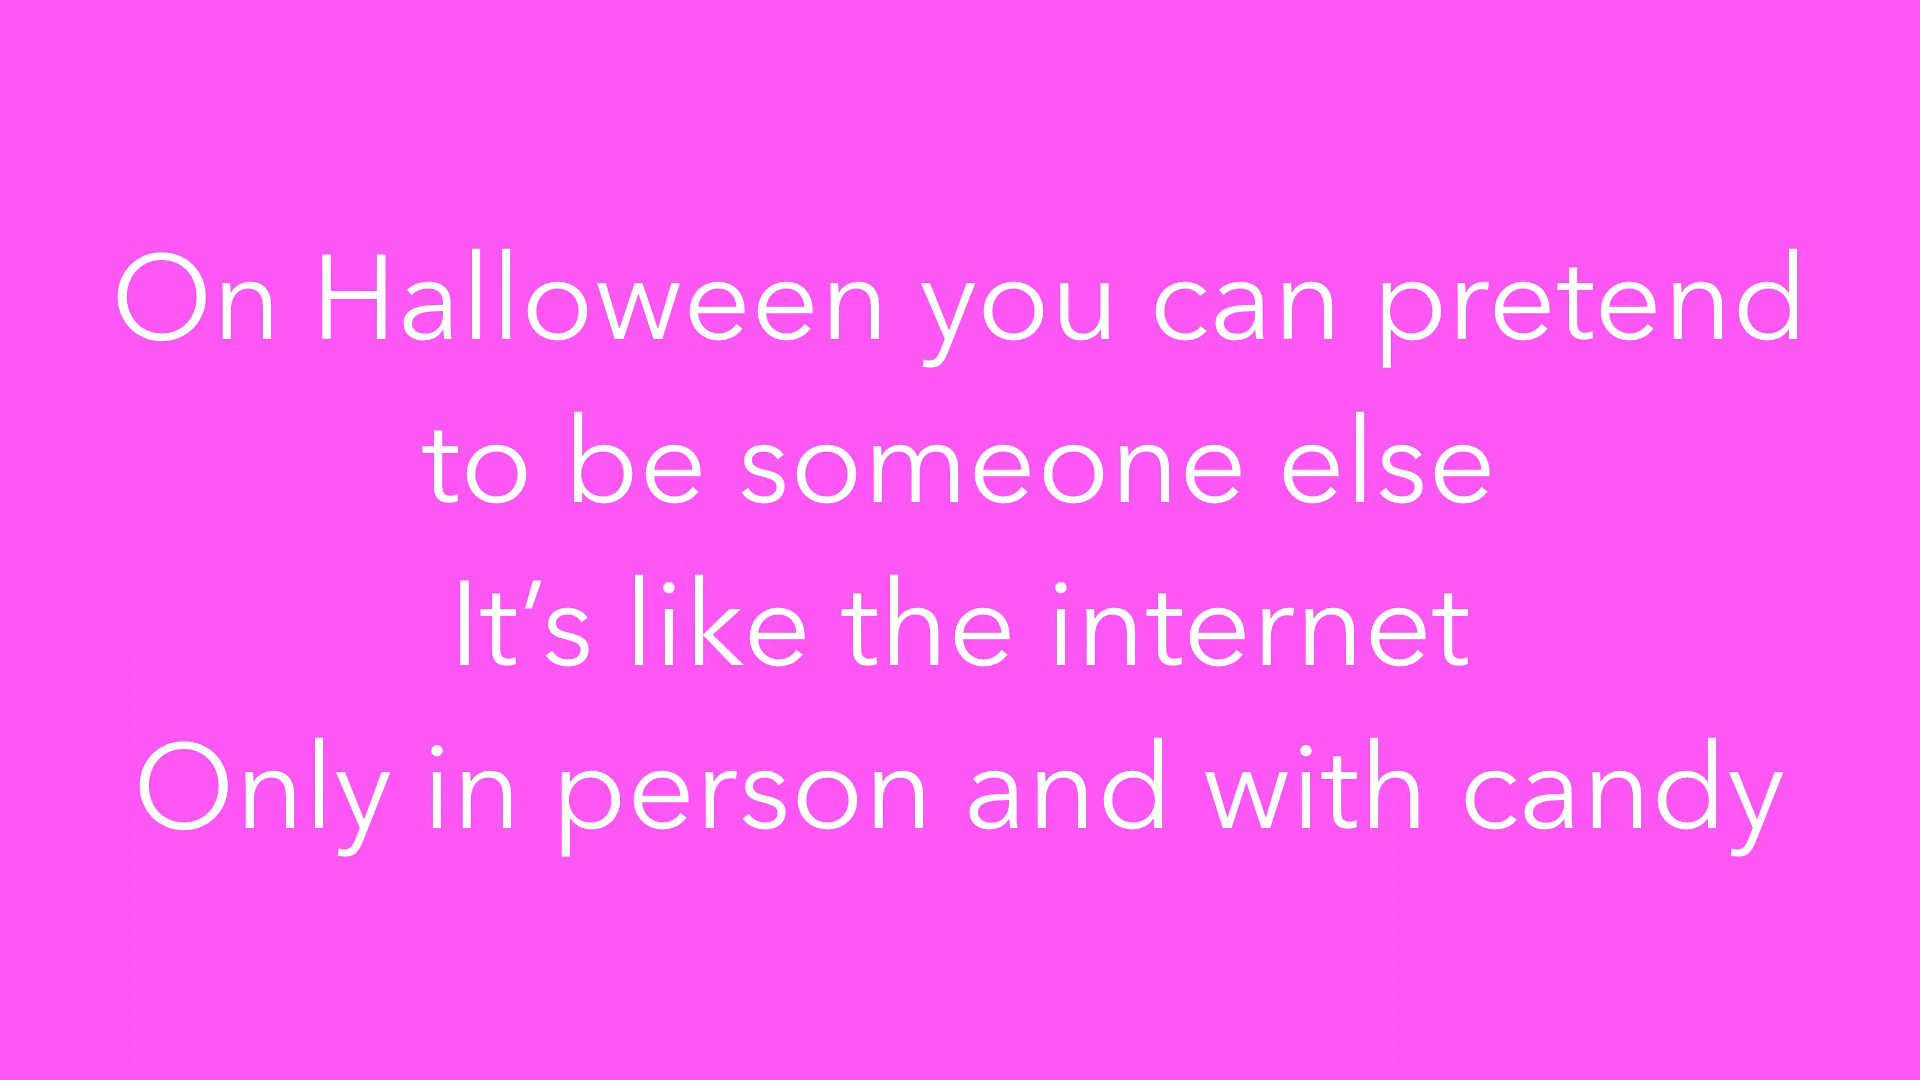 On Halloween you can pretend
to be someone else
It’s like the internet
Only in person and with candy